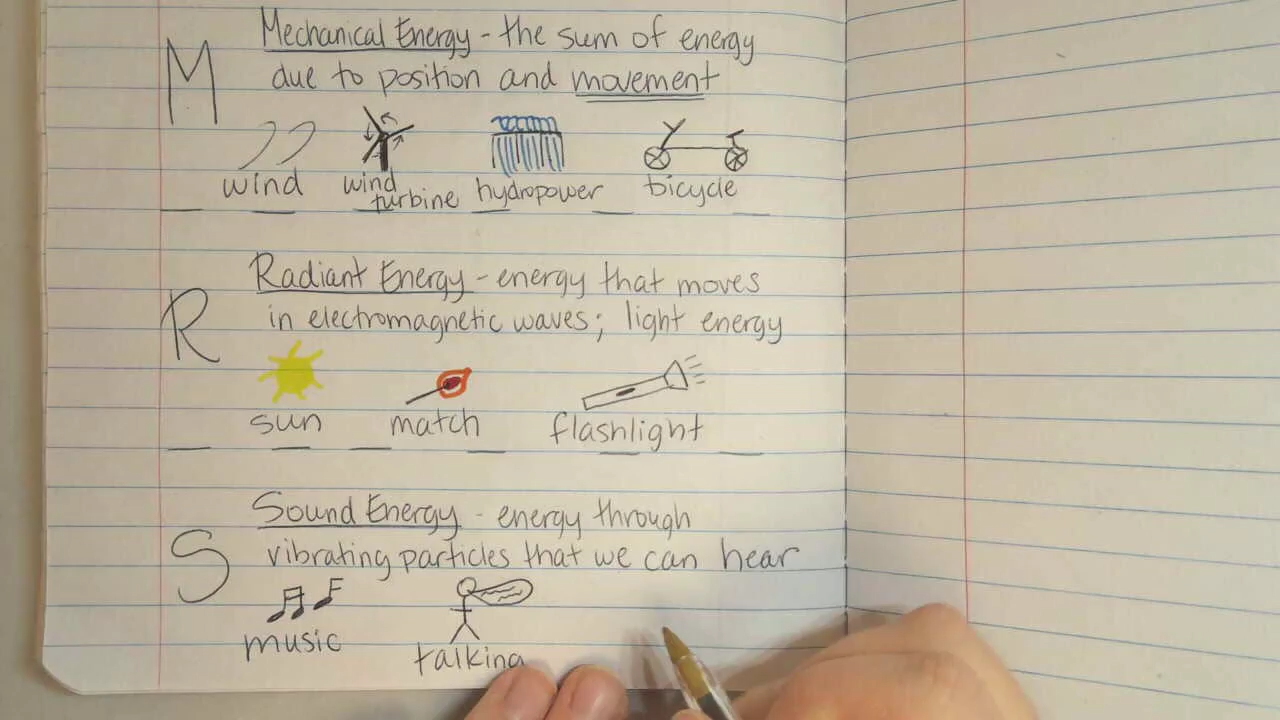 M
Mechanical Energy - the sum of energy
due to position and movement
wind wind turbine hydropower bicycle
R
Radiant Energy - energy that moves
in electromagnetic waves; light energy
sun match flashlight
S
Sound Energy - energy through
vibrating particles that we can hear
music talking